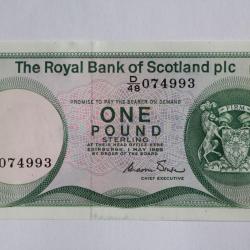 The Royal Bank of Scotland plc
D/48 074993
PROMISE TO PAY THE BEARER ON DEMAND
ONE
POUND
STERLING
AT THEIR HEAD OFFICE HERE
EDINBURGH, 1 MAY 1986
BY ORDER OF THE BOARD
074993
CHIEF EXECUTIVE